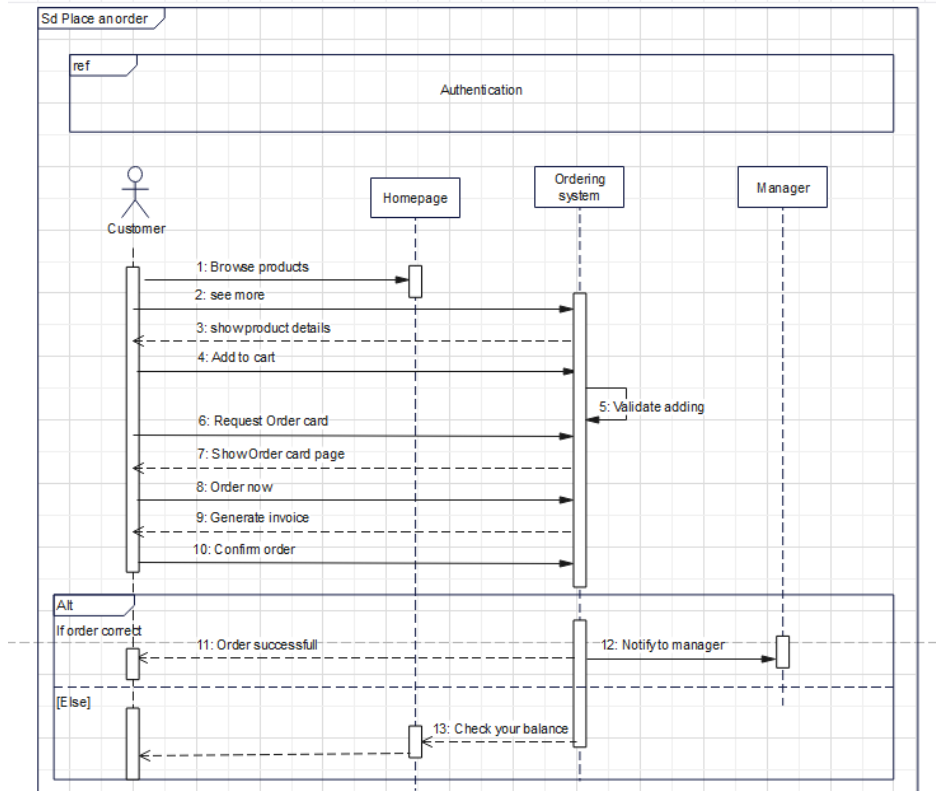 Sd Place an order
ref
Authentication
Customer
Homepage
Ordering
system
Manager
1: Browse products
2: see more
3: show product details
4: Add to cart
5: Validate adding
6: Request Order card
7: Show Order card page
8: Order now
9: Generate invoice
10: Confirm order
Alt
If order correct
11: Order successfull
12: Notify to manager
[Else]
13: Check your balance